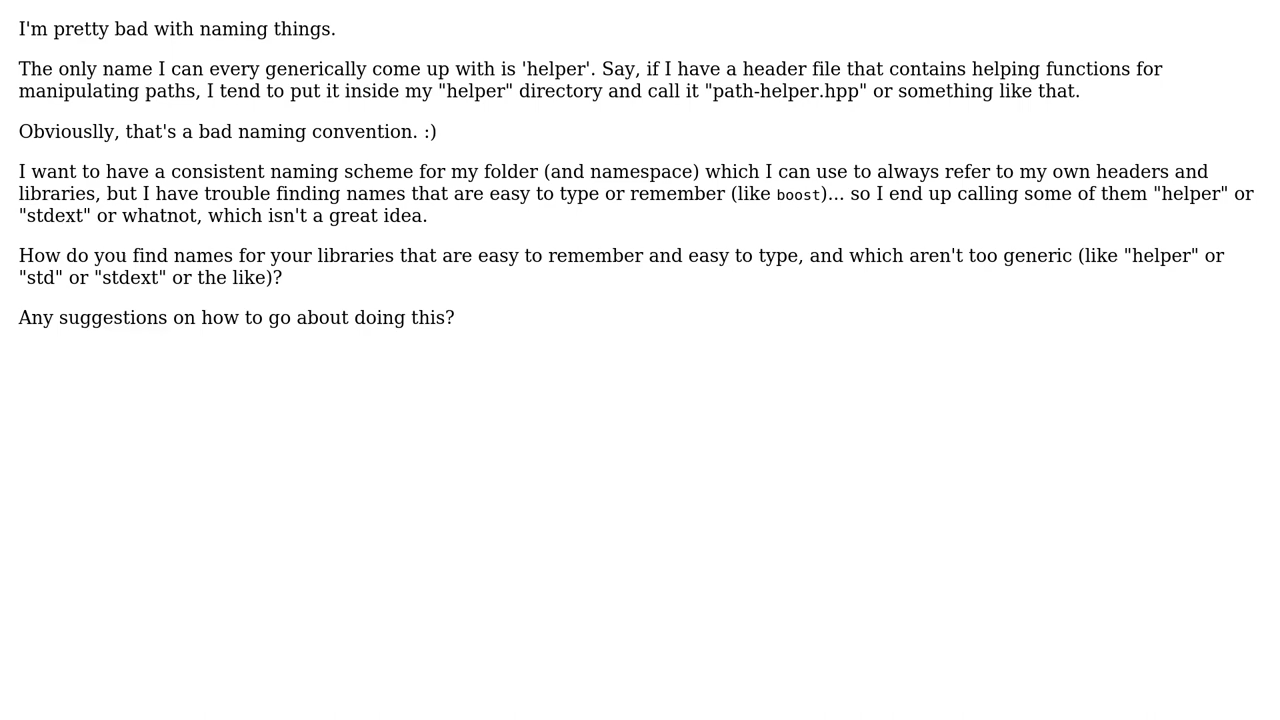 I'm pretty bad with naming things.
The only name I can every generically come up with is 'helper'. Say, if I have a header file that contains helping functions for
manipulating paths, I tend to put it inside my "helper" directory and call it "path-helper.hpp" or something like that.
Obviouslly, that's a bad naming convention. :)
I want to have a consistent naming scheme for my folder (and namespace) which I can use to always refer to my own headers and
libraries, but I have trouble finding names that are easy to type or remember (like boost)... so I end up calling some of them "helper" or
"stdext" or whatnot, which isn't a great idea.
How do you find names for your libraries that are easy to remember and easy to type, and which aren't too generic (like "helper" or
"std" or "stdext" or the like)?
Any suggestions on how to go about doing this?